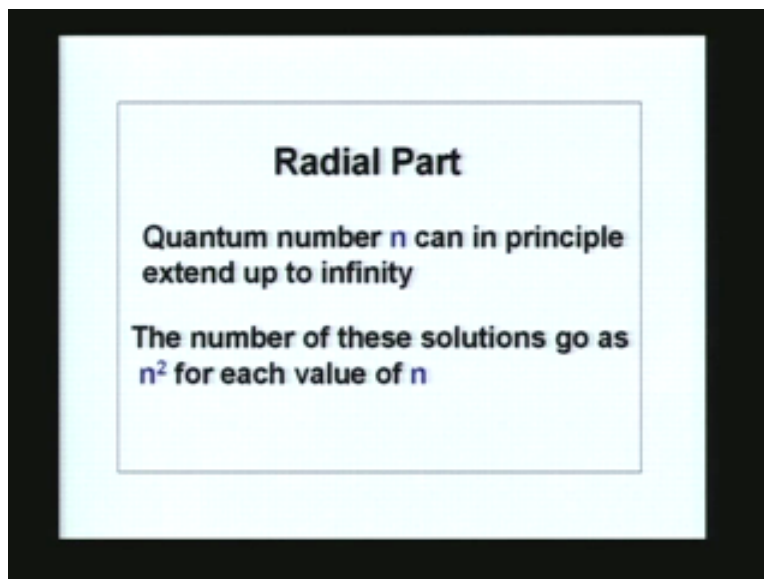 Radial Part
Quantum number n can in principle
extend up to infinity
The number of these solutions go as
n² for each value of n